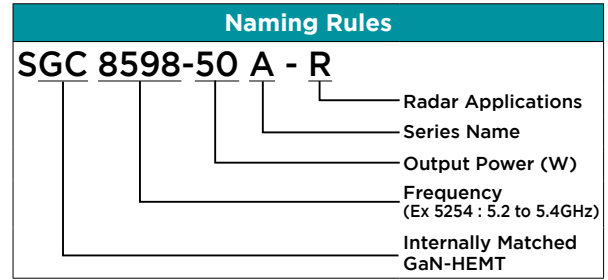 Naming Rules
SGC 8598-50 A - R
Radar Applications
Series Name
Output Power (W)
Frequency
(Ex 5254 : 5.2 to 5.4GHz)
Internally Matched
GaN-HEMT